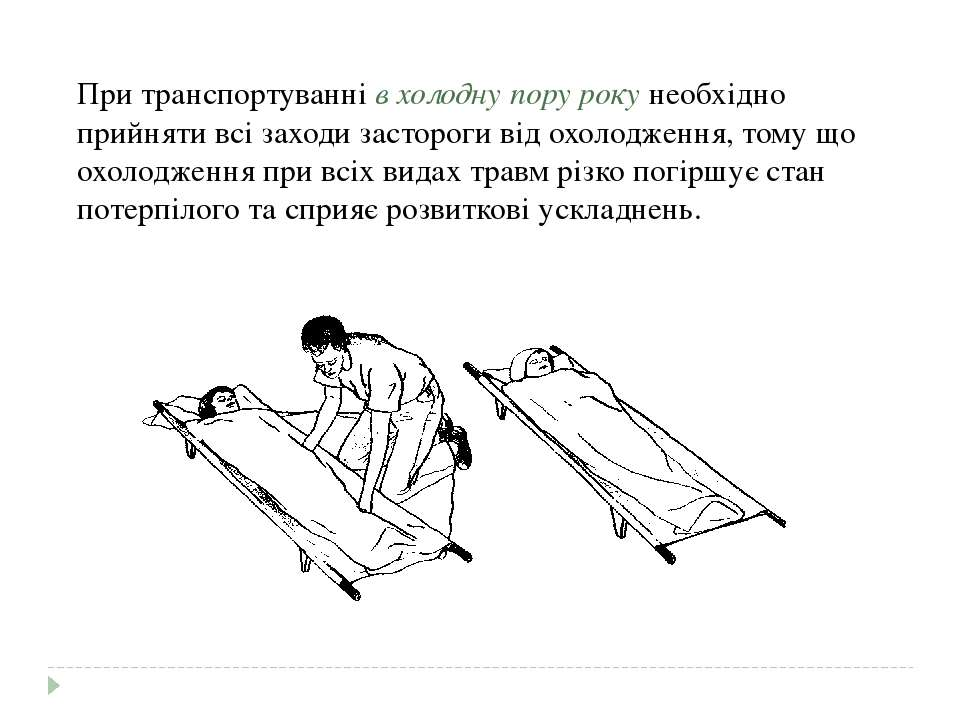 При транспортуванні в холодну пору року необхідно
прийняти всі заходи застороги від охолодження, тому що
охолодження при всіх видах травм різко погіршує стан
потерпілого та сприяє розвиткові ускладнень.